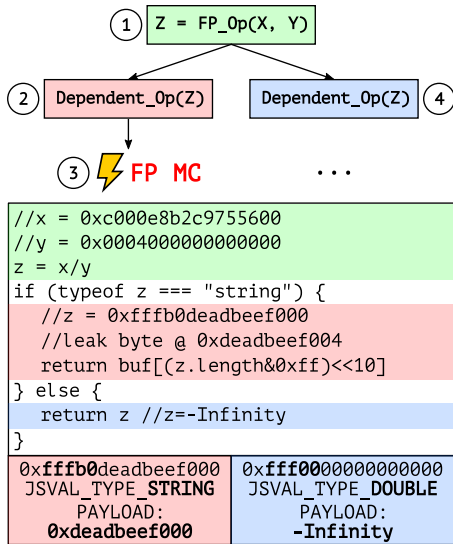 1 Z = FP_Op(X, Y)
2 Dependent_Op(Z) Dependent_Op(Z) 4
3 FP MC ...
//x = 0xc000e8b2c9755600
//y = 0x0004000000000000
z = x/y
if (typeof z === "string") {
//z = 0xfffb0deadbeef000
//leak byte @ 0xdeadbeef004
return buf[(z.length&0xff)<<10]
} else {
return z //z=-Infinity
}
0xfffb0deadbeef000
JSVAL_TYPE_STRING
PAYLOAD:
0xdeadbeef000
0xfff0000000000000
JSVAL_TYPE_DOUBLE
PAYLOAD:
-Infinity